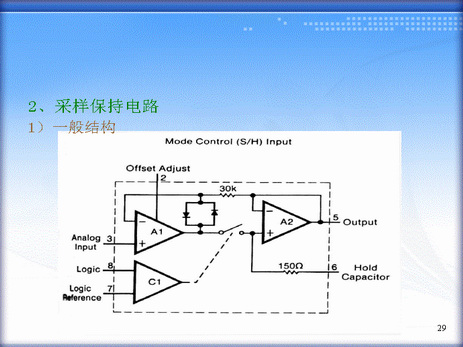 2、采样保持电路
1）一般结构
Mode Control (S/H) Input
Offset Adjust
2
30k
A1
A2
5 Output
Analog
Input
3
Logic
8
C1
150Ω
6 Hold
Capacitor
Logic
Reference
7
29